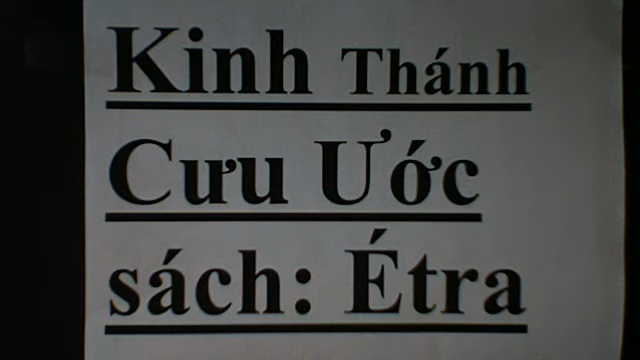 Kinh Thánh
Cưu Ước
sách: Étra